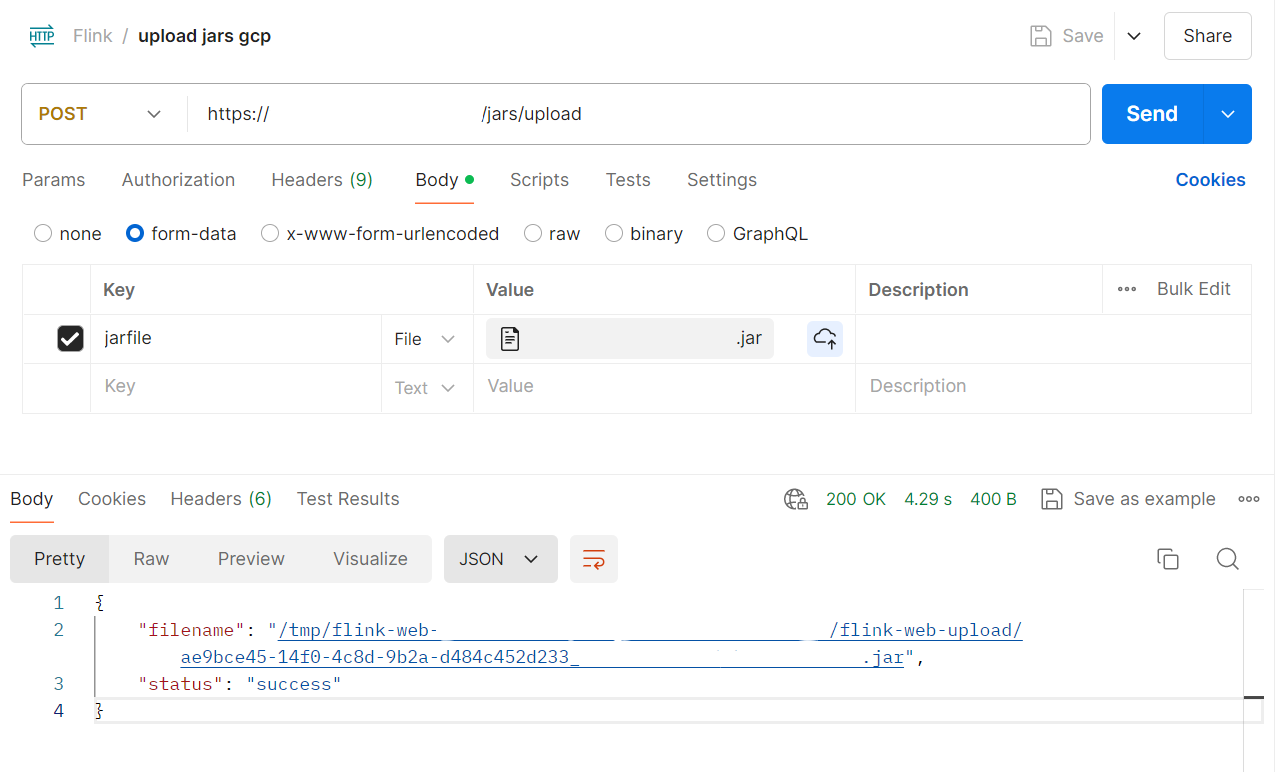 HTTP Flink / upload jars gcp Save Share
POST https:// /jars/upload Send
Params Authorization Headers (9) Body Scripts Tests Settings Cookies
none form-data x-www-form-urlencoded raw binary GraphQL
Key Value Description Bulk Edit
jarfile File .jar
Key Text Value Description
Body Cookies Headers (6) Test Results 200 OK 4.29 s 400 B Save as example
Pretty Raw Preview Visualize JSON
1 {
2 "filename": "/tmp/flink-web- /flink-web-upload/
ae9bce45-14f0-4c8d-9b2a-d484c452d233_ .jar",
3 "status": "success"
4 }